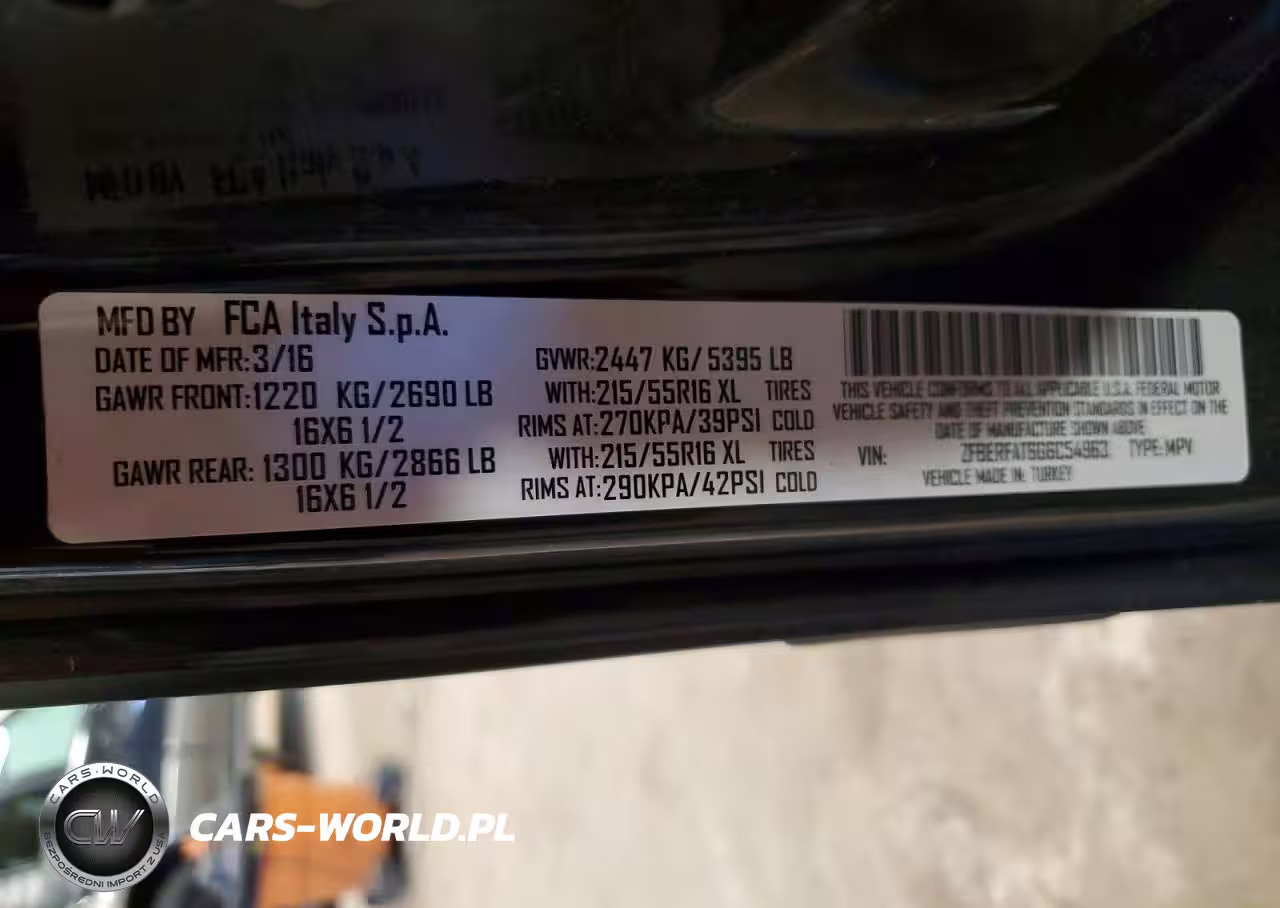 MFD BY FCA Italy S.p.A.
DATE OF MFR:3/16
GAWR FRONT:1220 KG/2690 LB
16X6 1/2
GAWR REAR: 1300 KG/2866 LB
16X6 1/2
GVWR:2447 KG/5395 LB
WITH:215/55R16 XL TIRES
RIMS AT:270KPA/39PSI COLD
WITH:215/55R16 XL TIRES
RIMS AT:290KPA/42PSI COLD
THIS VEHICLE CONFORMS TO ALL APPLICABLE U.S.A. FEDERAL MOTOR
VEHICLE SAFETY AND THEFT PREVENTION STANDARDS IN EFFECT ON THE
DATE OF MANUFACTURE SHOWN ABOVE
VIN: TYPE:MPV
VEHICLE MADE IN: TURKEY
CARS-WORLD
CW
BEZPOŚREDNI IMPORT Z USA
CARS-WORLD.PL